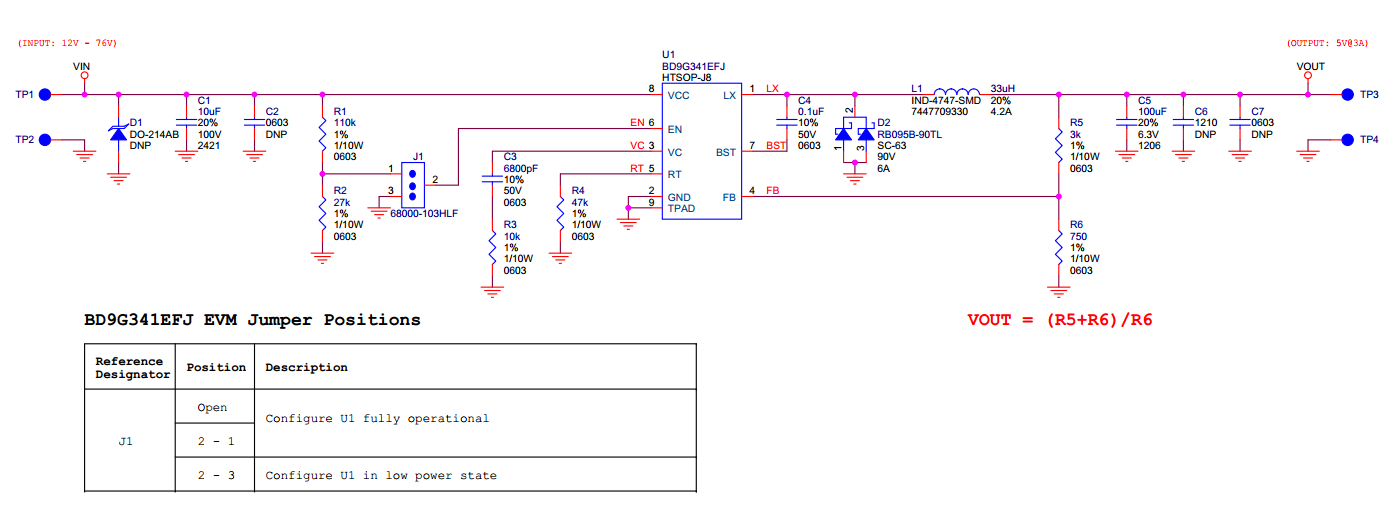 (INPUT: 12V - 76V)
(OUTPUT: 5V@3A)
VIN
VOUT
TP1
TP2
TP3
TP4
D1
DO-214AB
DNP
C1
10uF
20%
100V
2421
C2
0603
DNP
R1
110k
1%
1/10W
0603
R2
27k
1%
1/10W
0603
J1
1
2
3
68000-103HLF
C3
6800pF
10%
50V
0603
R3
10k
1%
1/10W
0603
R4
47k
1%
1/10W
0603
U1
BD9G341EFJ
HTSOP-J8
8 VCC
EN 6 EN
VC 3 VC
RT 5 RT
2 GND
9 TPAD
LX 1 LX
BST 7 BST
FB 4 FB
C4
0.1uF
10%
50V
0603
2
1
3
D2
RB095B-90TL
SC-63
90V
6A
L1 33uH
IND-4747-SMD 20%
7447709330 4.2A
R5
3k
1%
1/10W
0603
R6
750
1%
1/10W
0603
C5
100uF
20%
6.3V
1206
C6
1210
DNP
C7
0603
DNP
BD9G341EFJ EVM Jumper Positions
VOUT = (R5+R6)/R6
Reference Designator
Position
Description
J1
Open
Configure U1 fully operational
2 - 1
2 - 3
Configure U1 in low power state